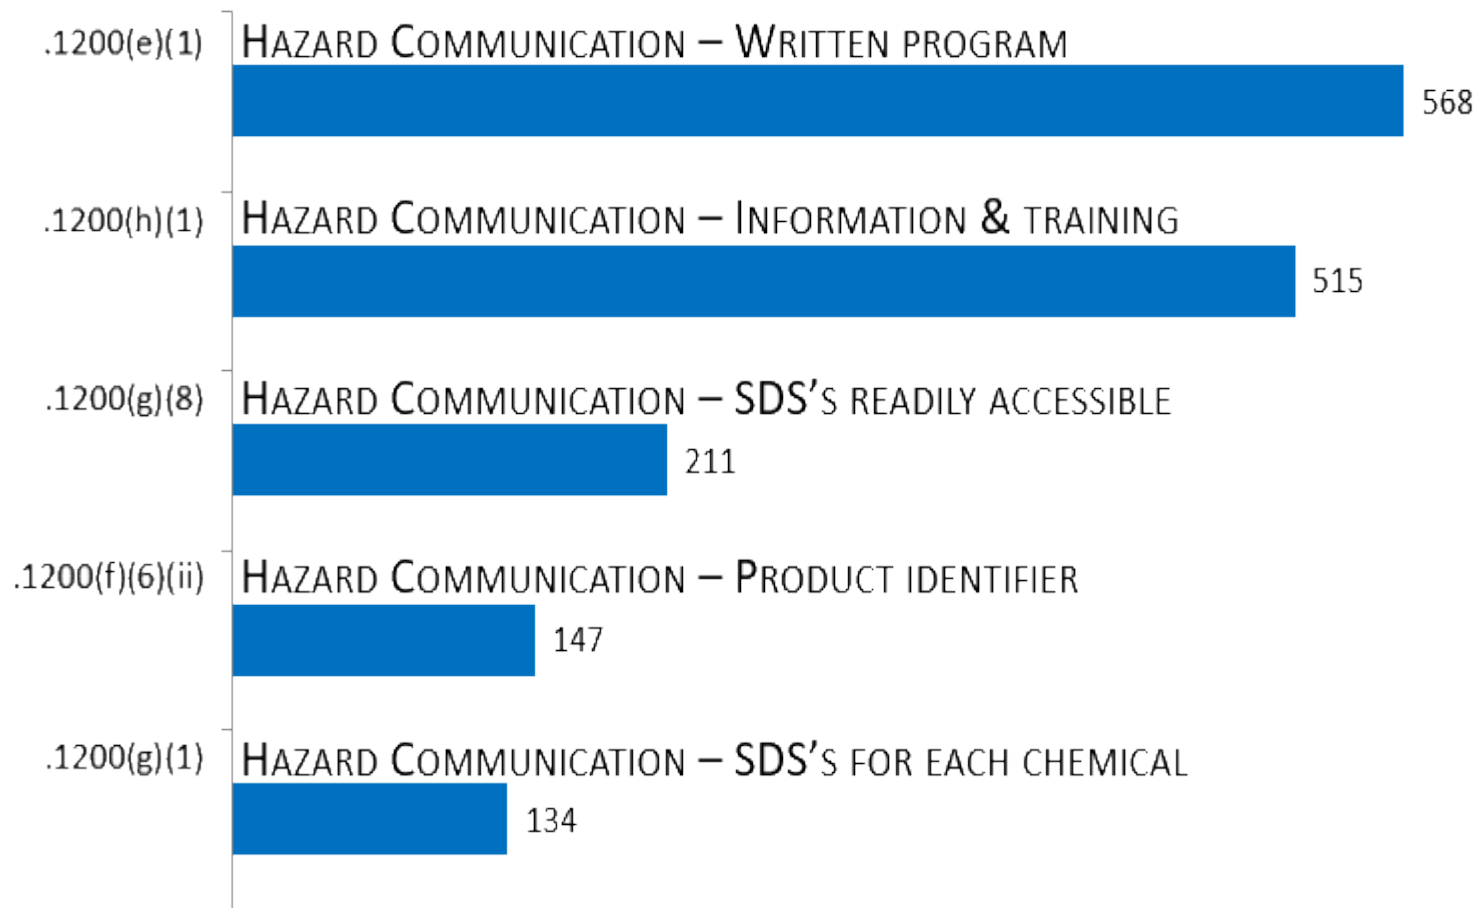 .1200(e)(1) HAZARD COMMUNICATION – WRITTEN PROGRAM
568
.1200(h)(1) HAZARD COMMUNICATION – INFORMATION & TRAINING
515
.1200(g)(8) HAZARD COMMUNICATION – SDS'S READILY ACCESSIBLE
211
.1200(f)(6)(ii) HAZARD COMMUNICATION – PRODUCT IDENTIFIER
147
.1200(g)(1) HAZARD COMMUNICATION – SDS'S FOR EACH CHEMICAL
134